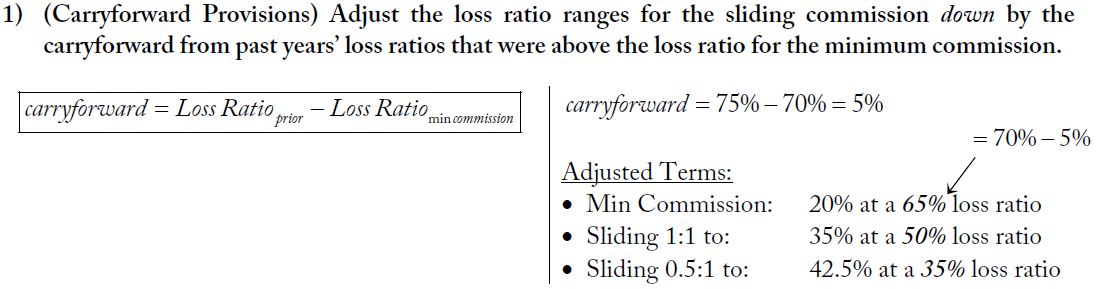 1) (Carryforward Provisions) Adjust the loss ratio ranges for the sliding commission down by the
carryforward from past years' loss ratios that were above the loss ratio for the minimum commission.
carryforward = Loss Ratio prior − Loss Ratio min commission
carryforward = 75% – 70% = 5%
= 70% – 5%
Adjusted Terms:
• Min Commission: 20% at a 65% loss ratio
• Sliding 1:1 to: 35% at a 50% loss ratio
• Sliding 0.5:1 to: 42.5% at a 35% loss ratio